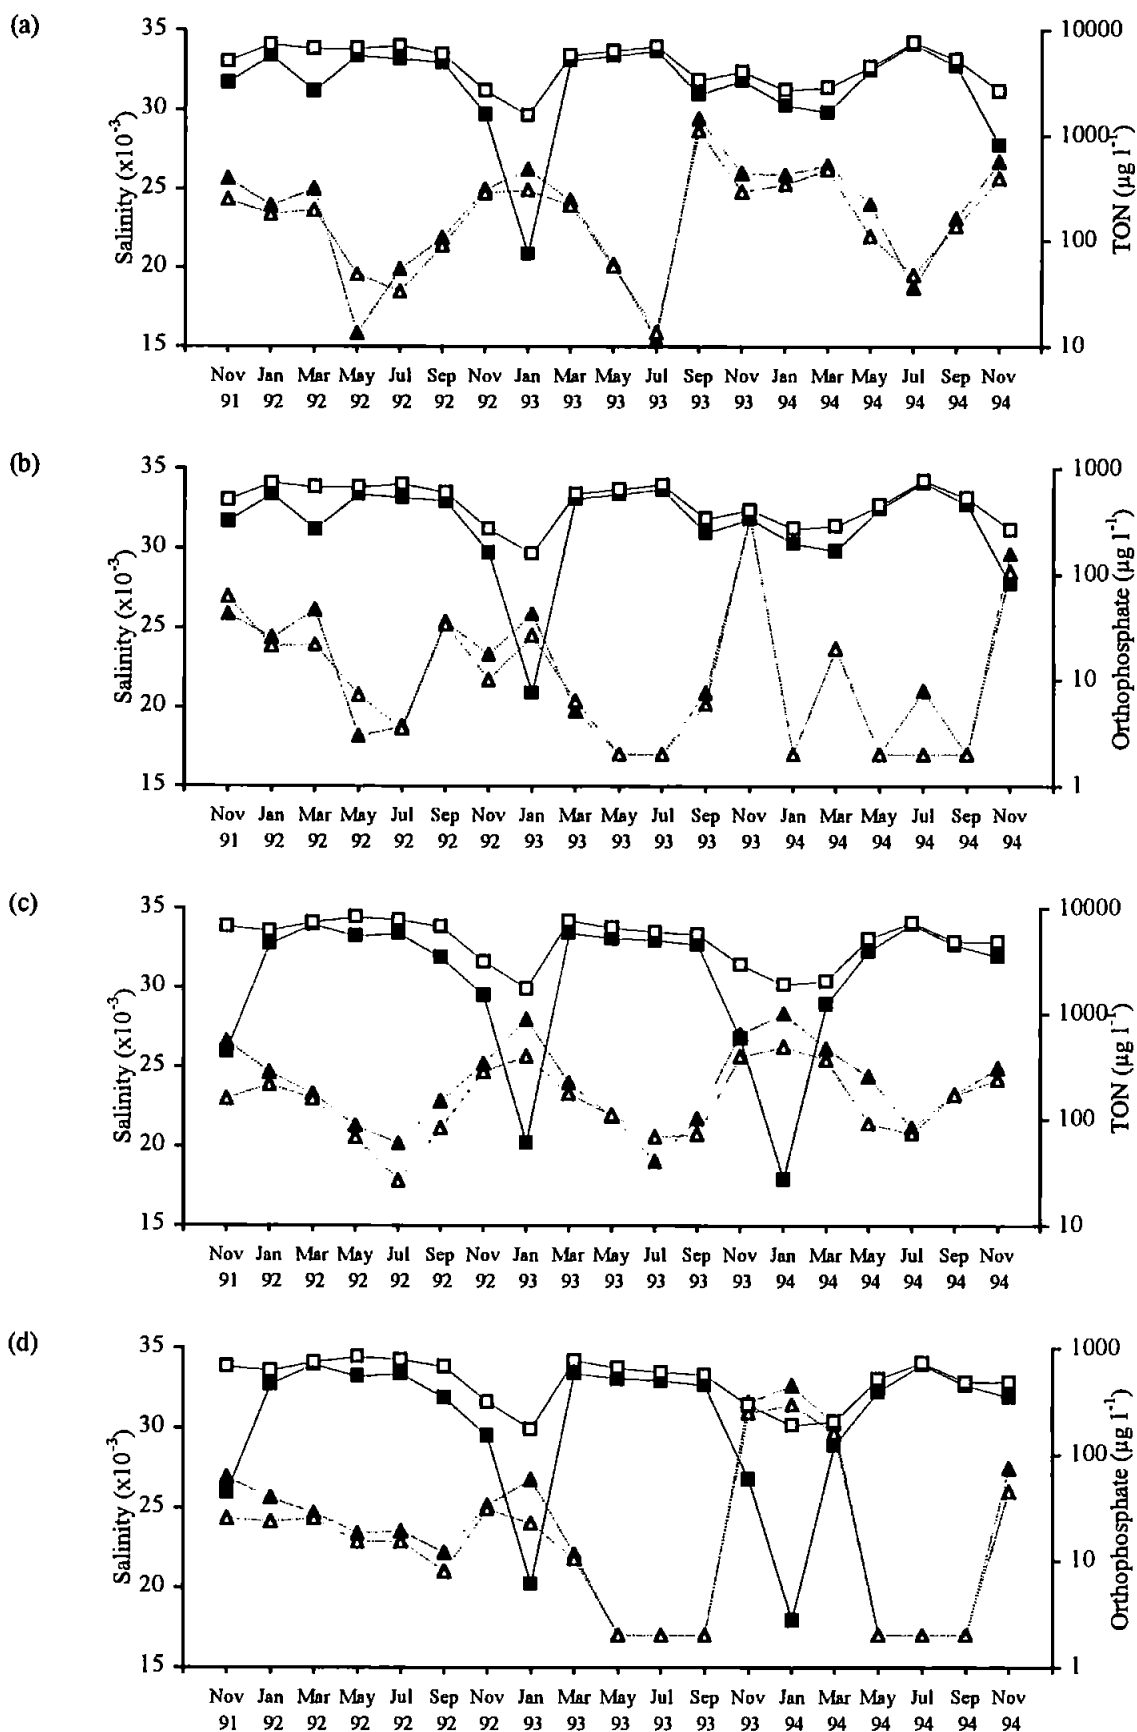 (a)
35
30
25
20
15
Salinity (x10⁻³)
10000
1000
100
10
TON (µg l⁻¹)
Nov Jan Mar May Jul Sep Nov Jan Mar May Jul Sep Nov Jan Mar May Jul Sep Nov
91 92 92 92 92 92 92 93 93 93 93 93 93 94 94 94 94 94 94
(b)
35
30
25
20
15
Salinity (x10⁻³)
1000
100
10
1
Orthophosphate (µg l⁻¹)
Nov Jan Mar May Jul Sep Nov Jan Mar May Jul Sep Nov Jan Mar May Jul Sep Nov
91 92 92 92 92 92 92 93 93 93 93 93 93 94 94 94 94 94 94
(c)
35
30
25
20
15
Salinity (x10⁻³)
10000
1000
100
10
TON (µg l⁻¹)
Nov Jan Mar May Jul Sep Nov Jan Mar May Jul Sep Nov Jan Mar May Jul Sep Nov
91 92 92 92 92 92 92 93 93 93 93 93 93 94 94 94 94 94 94
(d)
35
30
25
20
15
Salinity (x10⁻³)
1000
100
10
1
Orthophosphate (µg l⁻¹)
Nov Jan Mar May Jul Sep Nov Jan Mar May Jul Sep Nov Jan Mar May Jul Sep Nov
91 92 92 92 92 92 92 93 93 93 93 93 93 94 94 94 94 94 94